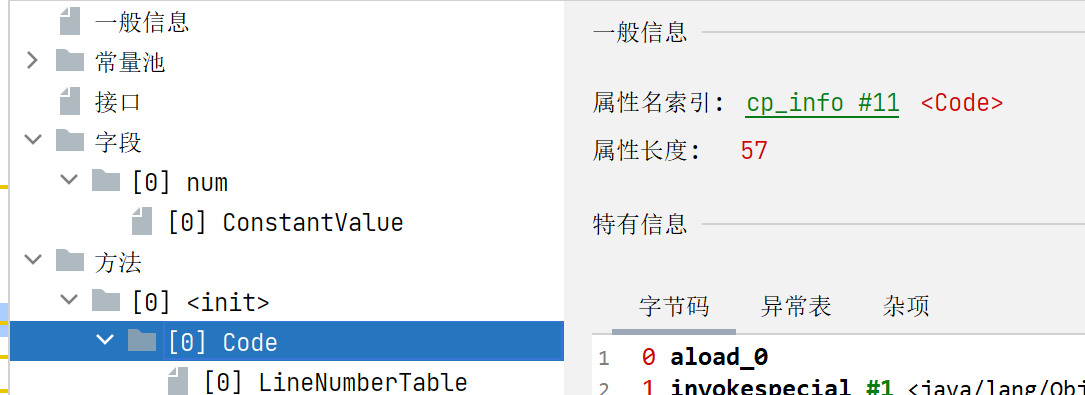 一般信息
常量池
接口
字段
[0] num
[0] ConstantValue
方法
[0] <init>
[0] Code
[0] LineNumberTable
一般信息
属性名索引: cp_info #11 <Code>
属性长度: 57
特有信息
字节码 异常表 杂项
1 0 aload_0
2 1 invokespecial #1 <java/lang/Obj